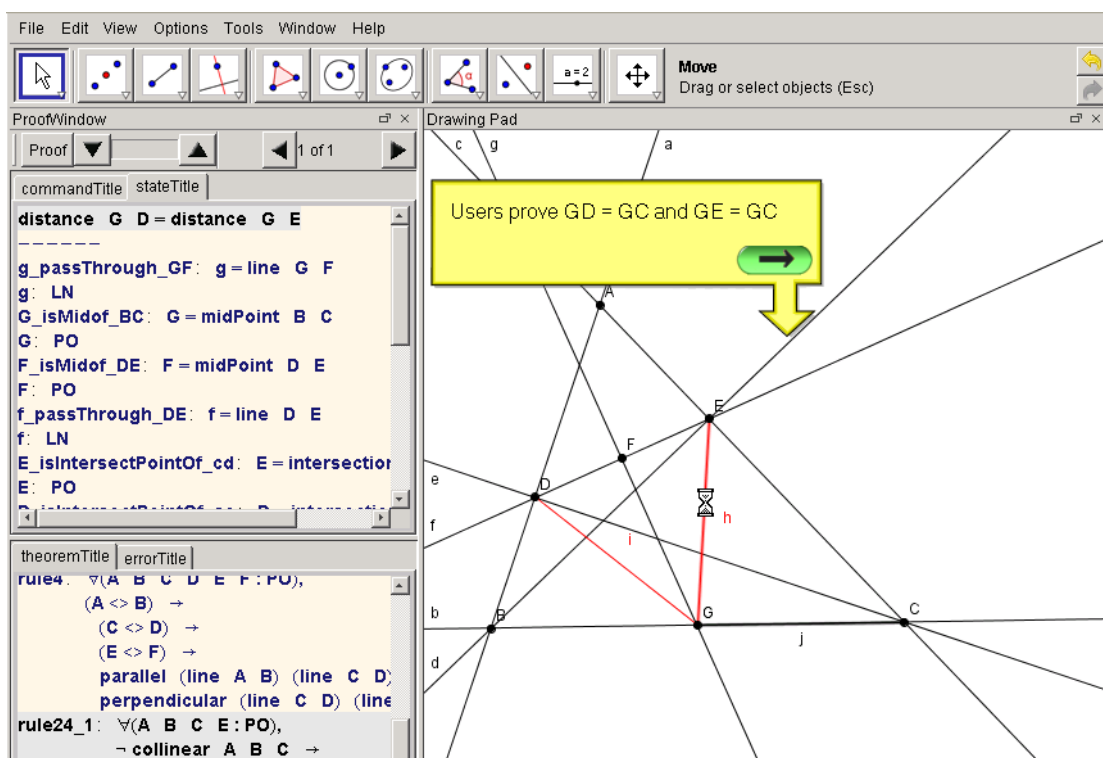 File Edit View Options Tools Window Help
α
a=2
Move
Drag or select objects (Esc)
ProofWindow
Proof
1 of 1
commandTitle stateTitle
distance G D = distance G E
------
g_passThrough_GF: g = line G F
g: LN
G_isMidof_BC: G = midPoint B C
G: PO
F_isMidof_DE: F = midPoint D E
F: PO
f_passThrough_DE: f = line D E
f: LN
E_isIntersectPointOf_cd: E = intersection
E: PO
theoremTitle errorTitle
rule4: ∀(A B C D E F : PO),
(A <> B) →
(C <> D) →
(E <> F) →
parallel (line A B) (line C D)
perpendicular (line C D) (line
rule24_1: ∀(A B C E : PO),
¬ collinear A B C →
Drawing Pad
c g a
Users prove GD = GC and GE = GC
A
E
F
e
D
f
h
i
b
B
G
C
j
d